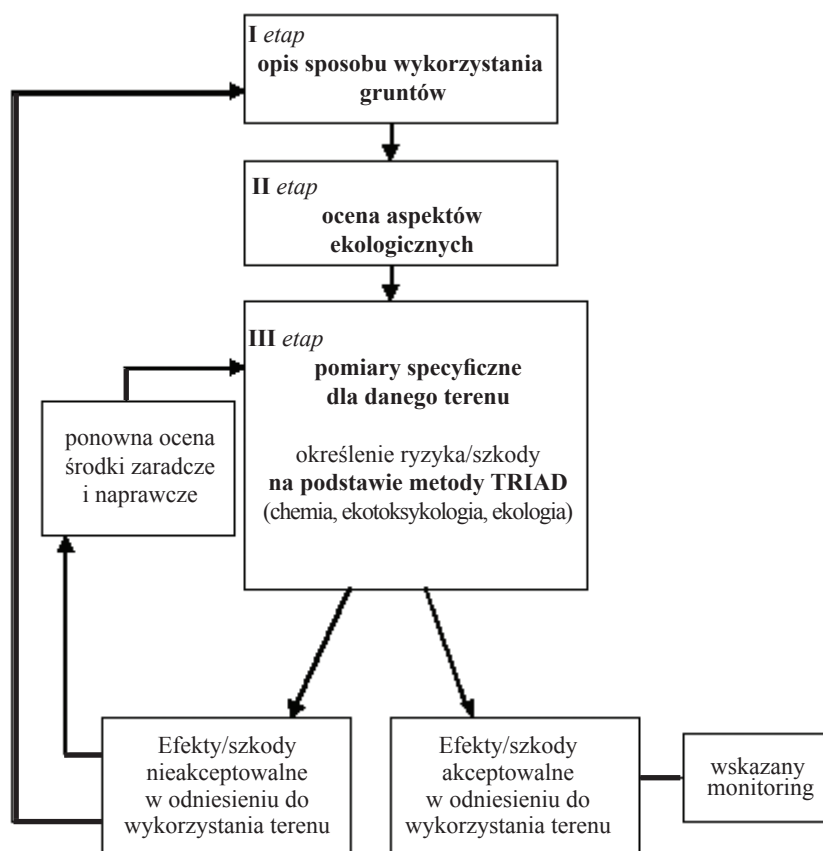 I etap
opis sposobu wykorzystania
gruntów
II etap
ocena aspektów
ekologicznych
III etap
pomiary specyficzne
dla danego terenu
określenie ryzyka/szkody
na podstawie metody TRIAD
(chemia, ekotoksykologia, ekologia)
ponowna ocena
środki zaradcze
i naprawcze
Efekty/szkody
nieakceptowalne
w odniesieniu do
wykorzystania terenu
Efekty/szkody
akceptowalne
w odniesieniu do
wykorzystania terenu
wskazany
monitoring